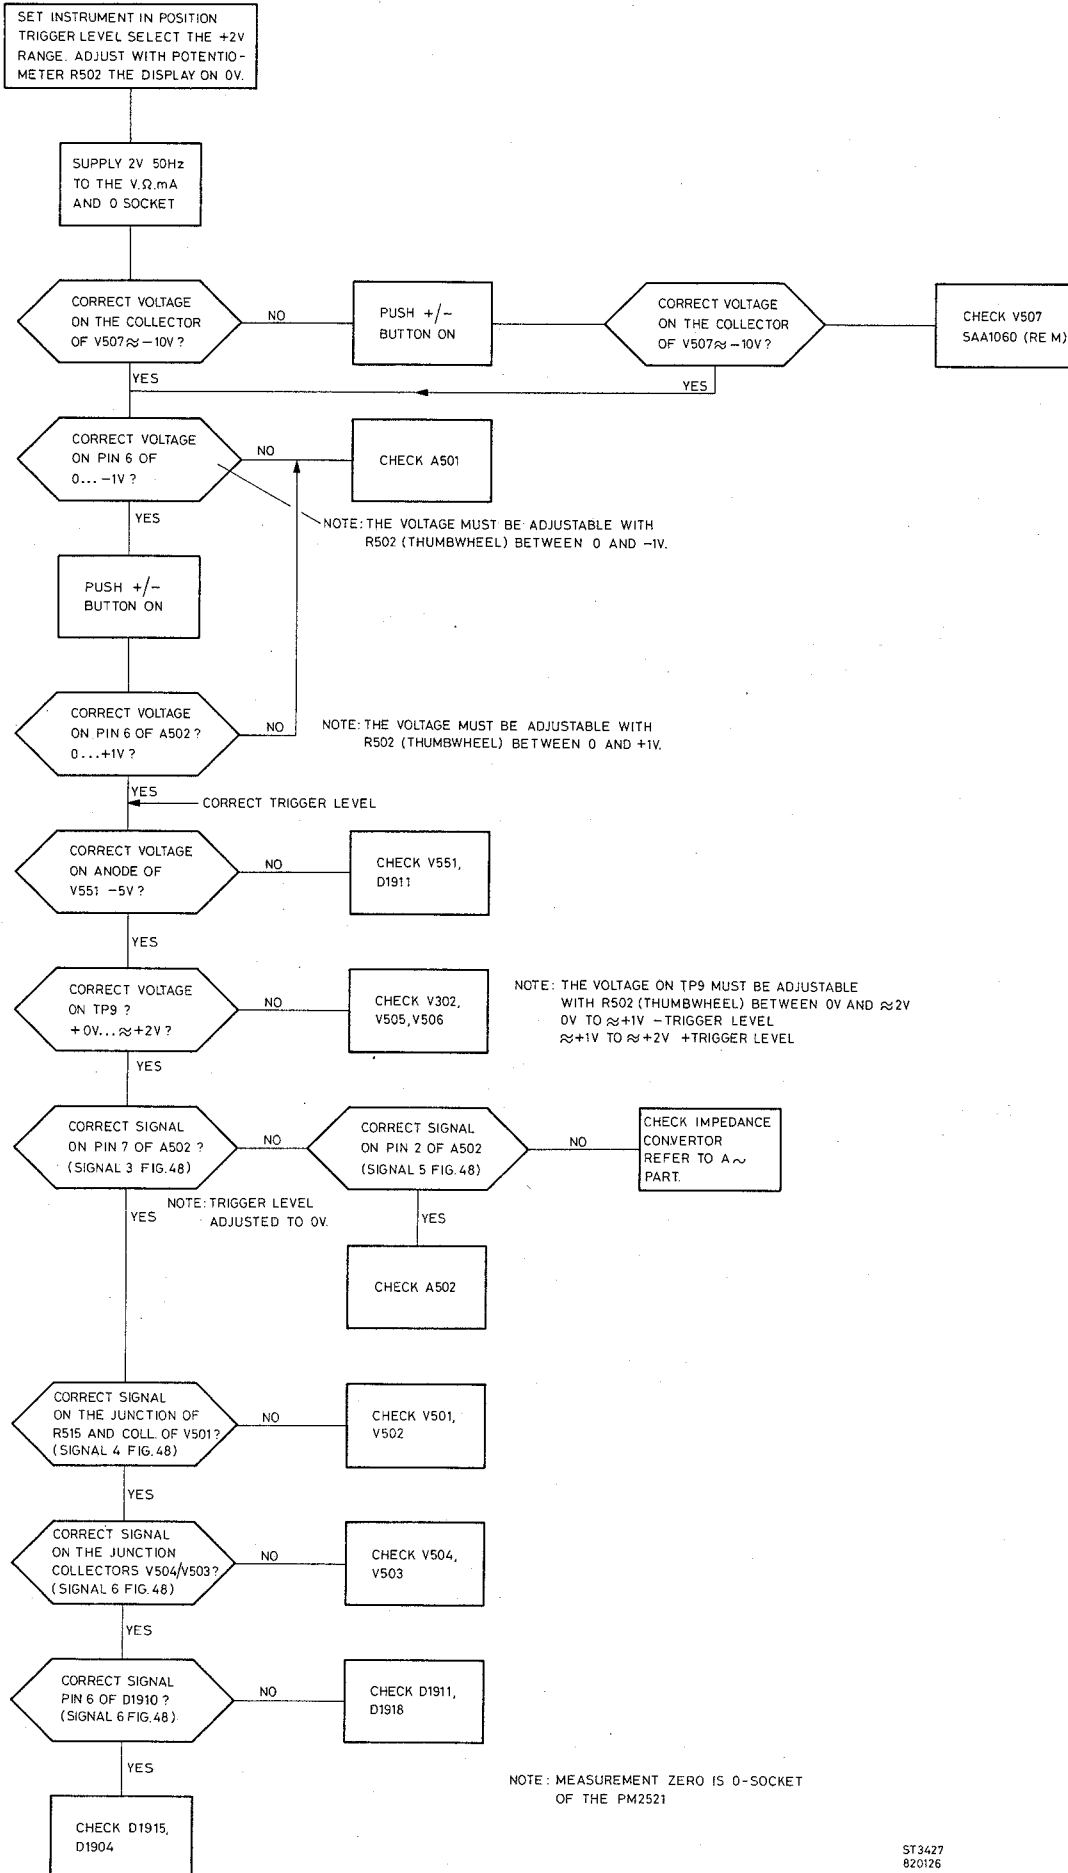 SET INSTRUMENT IN POSITION
TRIGGER LEVEL SELECT THE +2V
RANGE. ADJUST WITH POTENTIO-
METER R502 THE DISPLAY ON 0V.
SUPPLY 2V 50Hz
TO THE V.Ω.mA
AND 0 SOCKET
CORRECT VOLTAGE
ON THE COLLECTOR
OF V507≈-10V?
NO
PUSH +/-
BUTTON ON
CORRECT VOLTAGE
ON THE COLLECTOR
OF V507≈-10V?
CHECK V507
SAA1060 (REM)
YES
YES
CORRECT VOLTAGE
ON PIN 6 OF
0...-1V?
NO
CHECK A501
NOTE: THE VOLTAGE MUST BE ADJUSTABLE WITH
R502 (THUMBWHEEL) BETWEEN 0 AND -1V.
YES
PUSH +/-
BUTTON ON
CORRECT VOLTAGE
ON PIN 6 OF A502?
0...+1V?
NO
NOTE: THE VOLTAGE MUST BE ADJUSTABLE WITH
R502 (THUMBWHEEL) BETWEEN 0 AND +1V.
YES
CORRECT TRIGGER LEVEL
CORRECT VOLTAGE
ON ANODE OF
V551 -5V?
NO
CHECK V551,
D1911
YES
CORRECT VOLTAGE
ON TP9?
+0V...≈+2V?
NO
CHECK V302,
V505,V506
NOTE: THE VOLTAGE ON TP9 MUST BE ADJUSTABLE
WITH R502 (THUMBWHEEL) BETWEEN 0V AND ≈2V
0V TO ≈+1V -TRIGGER LEVEL
≈+1V TO ≈+2V +TRIGGER LEVEL
YES
CORRECT SIGNAL
ON PIN 7 OF A502?
(SIGNAL 3 FIG.48)
NO
CORRECT SIGNAL
ON PIN 2 OF A502
(SIGNAL 5 FIG.48)
NO
CHECK IMPEDANCE
CONVERTOR
REFER TO A~
PART.
NOTE: TRIGGER LEVEL
ADJUSTED TO 0V.
YES
YES
CHECK A502
CORRECT SIGNAL
ON THE JUNCTION OF
R515 AND COLL. OF V501?
(SIGNAL 4 FIG.48)
NO
CHECK V501,
V502
YES
CORRECT SIGNAL
ON THE JUNCTION
COLLECTORS V504/V503?
(SIGNAL 6 FIG.48)
NO
CHECK V504,
V503
YES
CORRECT SIGNAL
PIN 6 OF D1910?
(SIGNAL 6 FIG.48)
NO
CHECK D1911,
D1918
YES
CHECK D1915,
D1904
NOTE: MEASUREMENT ZERO IS 0-SOCKET
OF THE PM2521
ST3427
820126